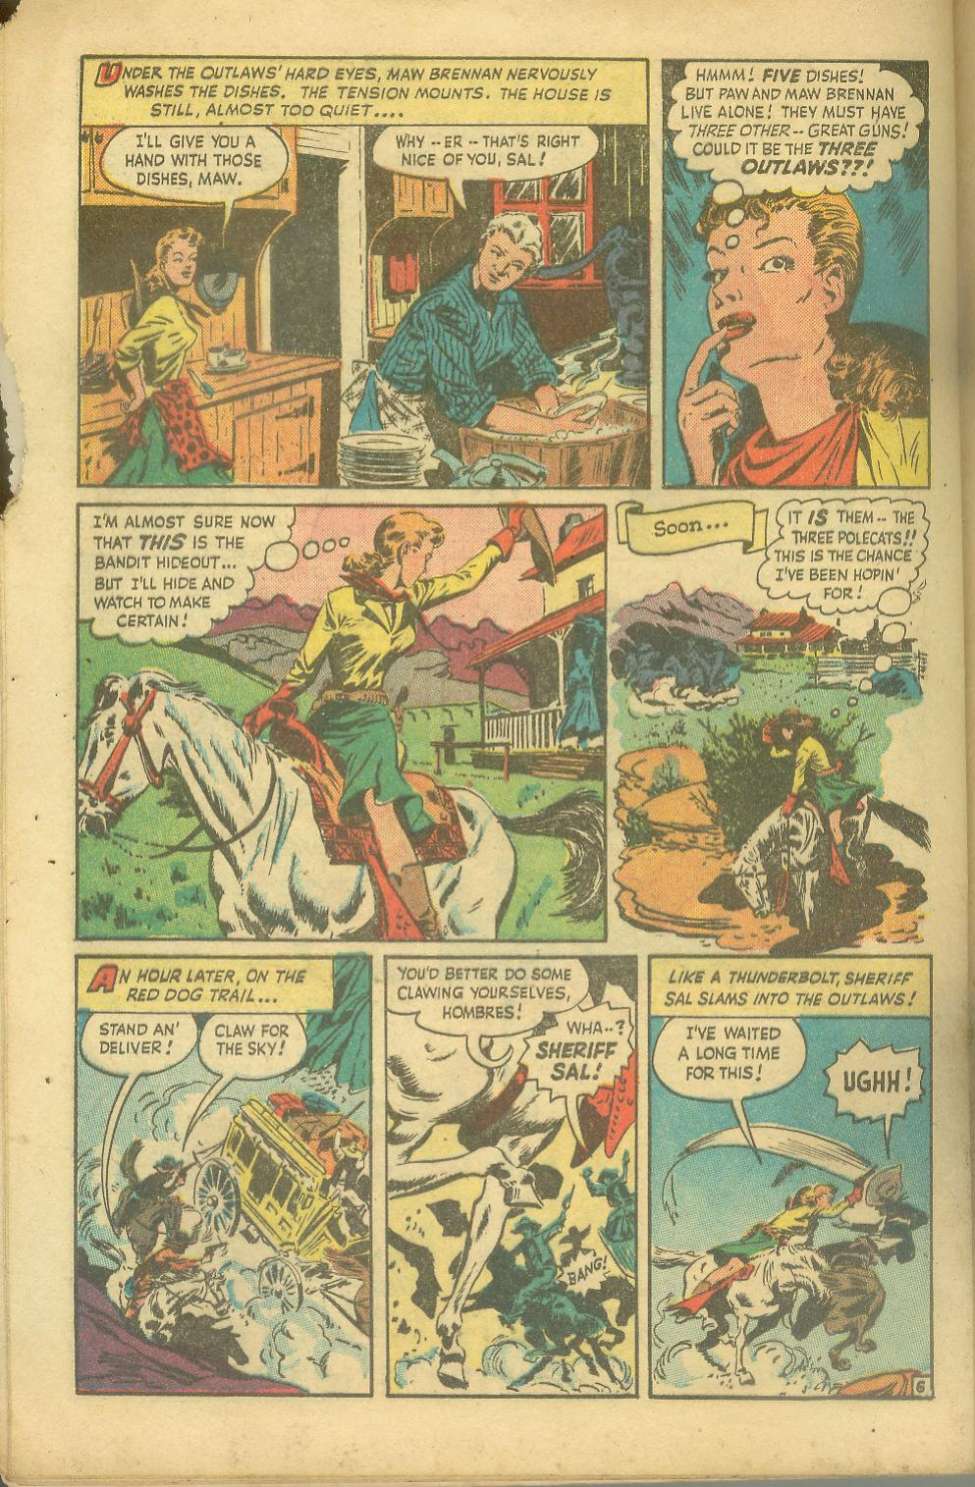 UNDER THE OUTLAWS' HARD EYES, MAW BRENNAN NERVOUSLY
WASHES THE DISHES. THE TENSION MOUNTS. THE HOUSE IS
STILL, ALMOST TOO QUIET....
I'LL GIVE YOU A
HAND WITH THOSE
DISHES, MAW.
WHY --ER -- THAT'S RIGHT
NICE OF YOU, SAL!
HMMM! FIVE DISHES!
BUT PAW AND MAW BRENNAN
LIVE ALONE! THEY MUST HAVE
THREE OTHER-- GREAT GUNS!
COULD IT BE THE THREE
OUTLAWS??!
I'M ALMOST SURE NOW
THAT THIS IS THE
BANDIT HIDEOUT...
BUT I'LL HIDE AND
WATCH TO MAKE
CERTAIN!
Soon...
IT IS THEM-- THE
THREE POLECATS!!
THIS IS THE CHANCE
I'VE BEEN HOPIN'
FOR!
AN HOUR LATER, ON THE
RED DOG TRAIL...
STAND AN'
DELIVER!
CLAW FOR
THE SKY!
YOU'D BETTER DO SOME
CLAWING YOURSELVES,
HOMBRES!
WHA--?
SHERIFF
SAL!
BANG!
LIKE A THUNDERBOLT, SHERIFF
SAL SLAMS INTO THE OUTLAWS!
I'VE WAITED
A LONG TIME
FOR THIS!
UGHH!
6